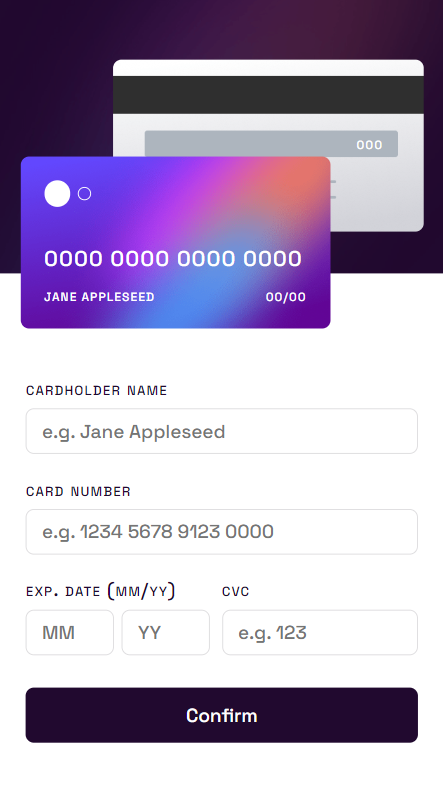 000
0000 0000 0000 0000
JANE APPLESEED 00/00
CARDHOLDER NAME
e.g. Jane Appleseed
CARD NUMBER
e.g. 1234 5678 9123 0000
EXP. DATE (MM/YY) CVC
MM YY e.g. 123
Confirm